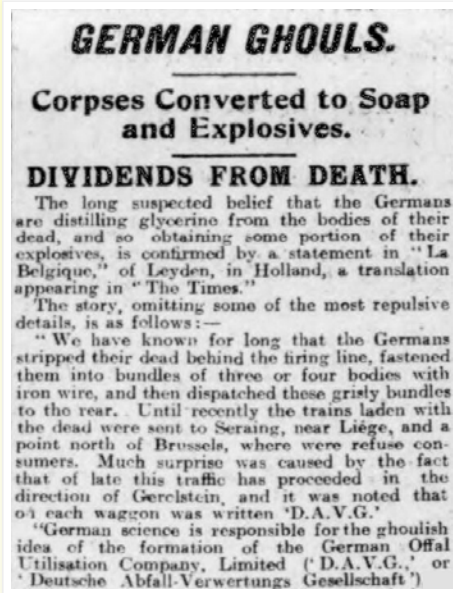 GERMAN GHOULS.
Corpses Converted to Soap
and Explosives.
DIVIDENDS FROM DEATH.
The long suspected belief that the Germans
are distilling glycerine from the bodies of their
dead, and so obtaining some portion of their
explosives, is confirmed by a statement in "La
Belgique," of Leyden, in Holland, a translation
appearing in "The Times."
The story, omitting some of the most repulsive
details, is as follows:—
"We have known for long that the Germans
stripped their dead behind the firing line, fastened
them into bundles of three or four bodies with
iron wire, and then dispatched these grisly bundles
to the rear. Until recently the trains laden with
the dead were sent to Seraing, near Liége, and a
point north of Brussels, where were refuse con-
sumers. Much surprise was caused by the fact
that of late this traffic has proceeded in the
direction of Gerolstein, and it was noted that
on each waggon was written 'D.A.V.G.'
"German science is responsible for the ghoulish
idea of the formation of the German Offal
Utilisation Company, Limited ('D.A.V.G.,' or
'Deutsche Abfall-Verwertungs Gesellschaft')